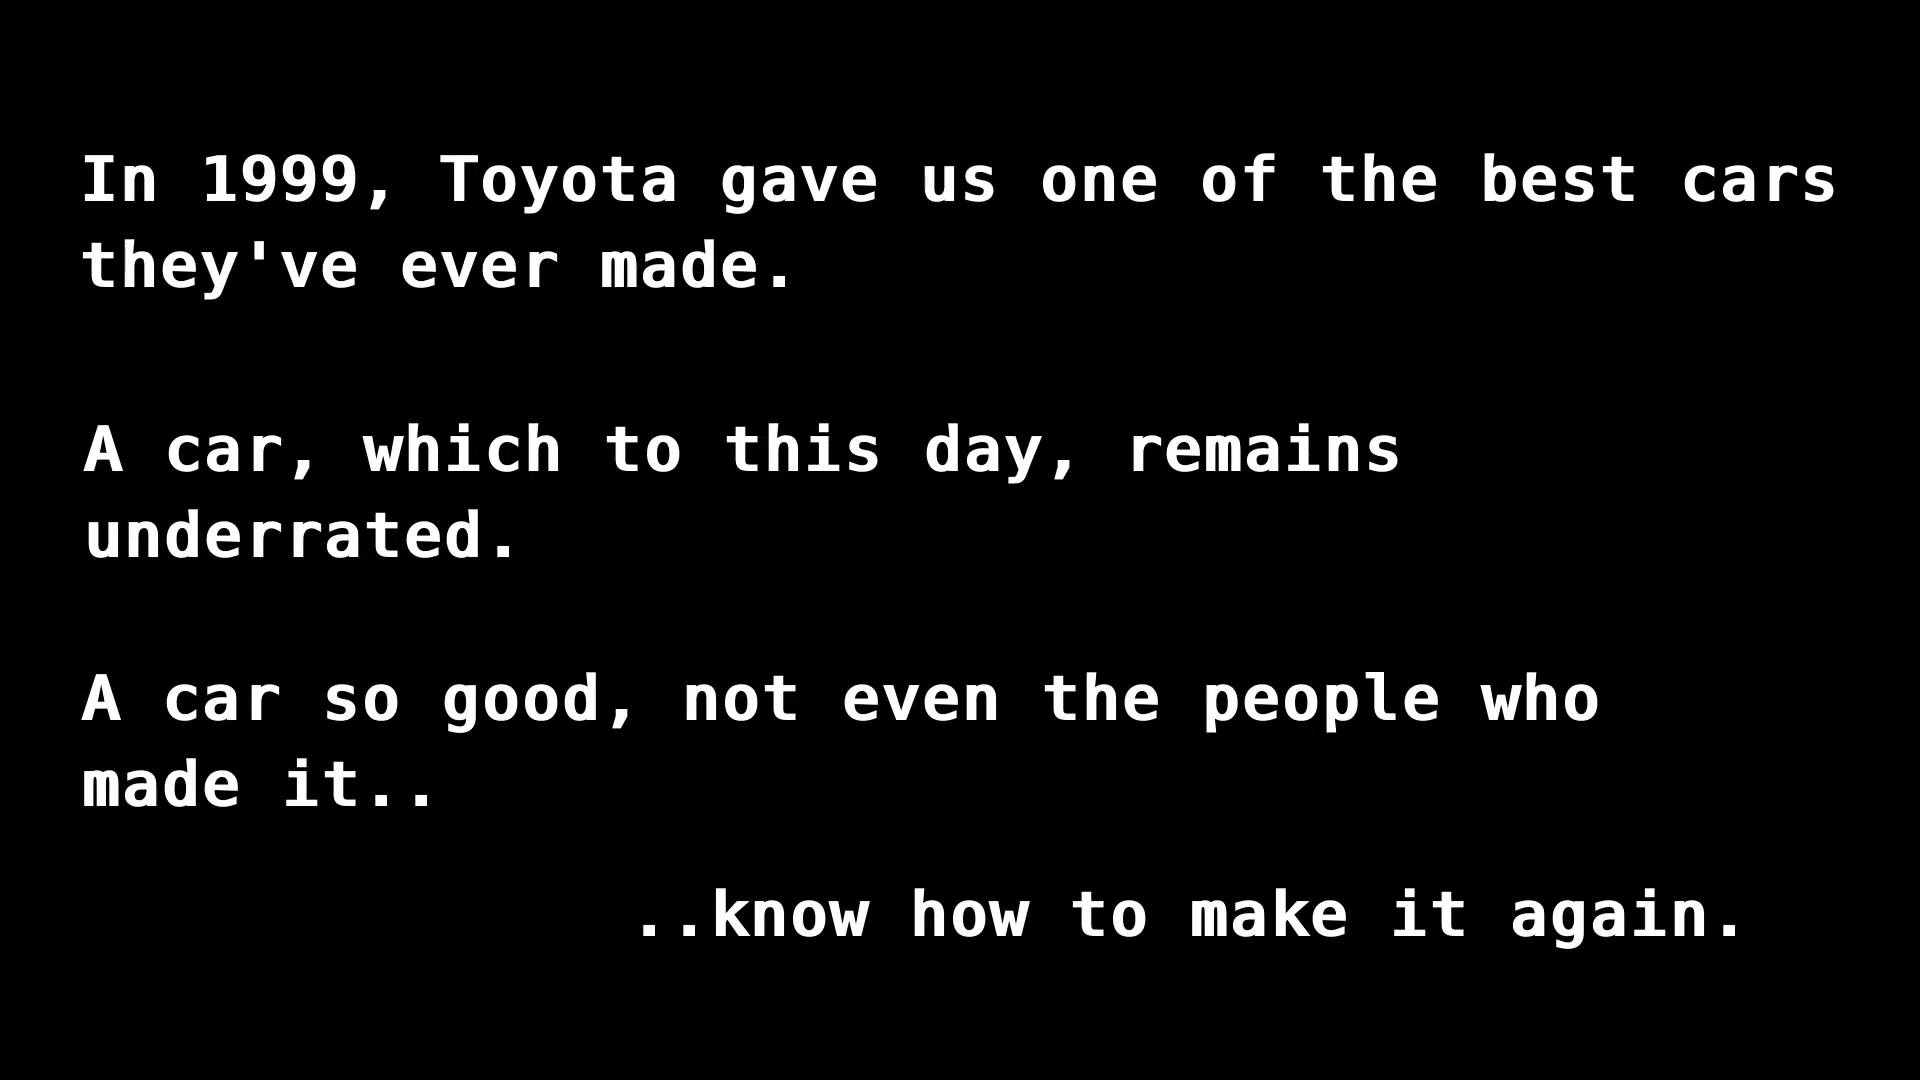 In 1999, Toyota gave us one of the best cars
they've ever made.
A car, which to this day, remains
underrated.
A car so good, not even the people who
made it..
..know how to make it again.